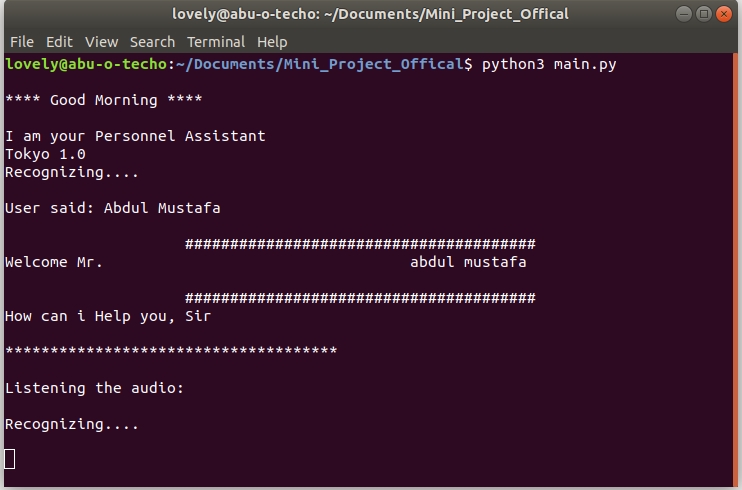 lovely@abu-o-techo: ~/Documents/Mini_Project_Offical
File Edit View Search Terminal Help
lovely@abu-o-techo:~/Documents/Mini_Project_Offical$ python3 main.py
**** Good Morning ****
I am your Personnel Assistant
Tokyo 1.0
Recognizing....
User said: Abdul Mustafa
#######################################
Welcome Mr. abdul mustafa
#######################################
How can i Help you, Sir
*************************************
Listening the audio:
Recognizing....